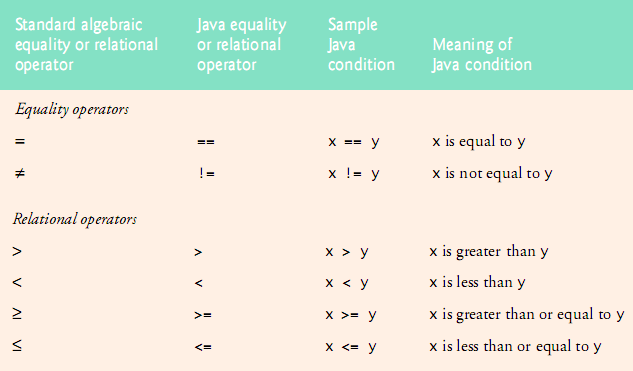 Standard algebraic equality or relational operator | Java equality or relational operator | Sample Java condition | Meaning of Java condition
Equality operators
= == x == y x is equal to y
≠ != x != y x is not equal to y
Relational operators
> > x > y x is greater than y
< < x < y x is less than y
≥ >= x >= y x is greater than or equal to y
≤ <= x <= y x is less than or equal to y